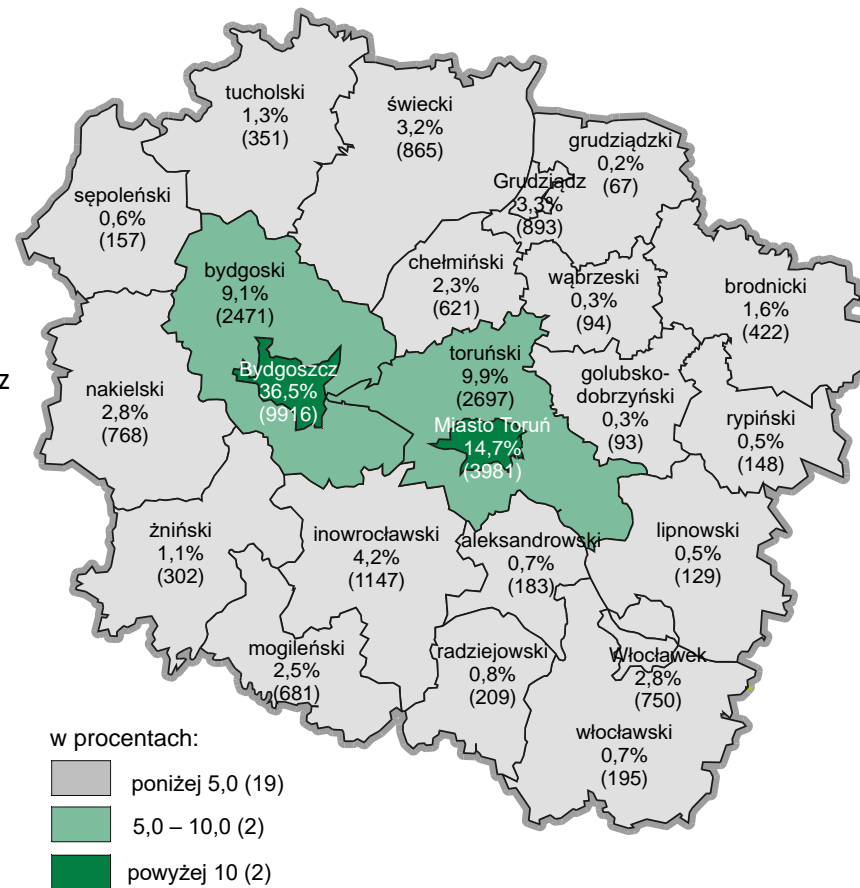 tucholski
1,3%
(351)
świecki
3,2%
(865)
grudziądzki
0,2%
(67)
Grudziądz
3,3%
(893)
sępoleński
0,6%
(157)
bydgoski
9,1%
(2471)
chełmiński
2,3%
(621)
wąbrzeski
0,3%
(94)
brodnicki
1,6%
(422)
z
nakielski
2,8%
(768)
Bydgoszcz
36,5%
(9916)
toruński
9,9%
(2697)
Miasto Toruń
14,7%
(3981)
golubsko-
dobrzyński
0,3%
(93)
rypiński
0,5%
(148)
żniński
1,1%
(302)
inowrocławski
4,2%
(1147)
aleksandrowski
0,7%
(183)
lipnowski
0,5%
(129)
mogileński
2,5%
(681)
radziejowski
0,8%
(209)
Włocławek
2,8%
(750)
włocławski
0,7%
(195)
w procentach:
poniżej 5,0 (19)
5,0 – 10,0 (2)
powyżej 10 (2)